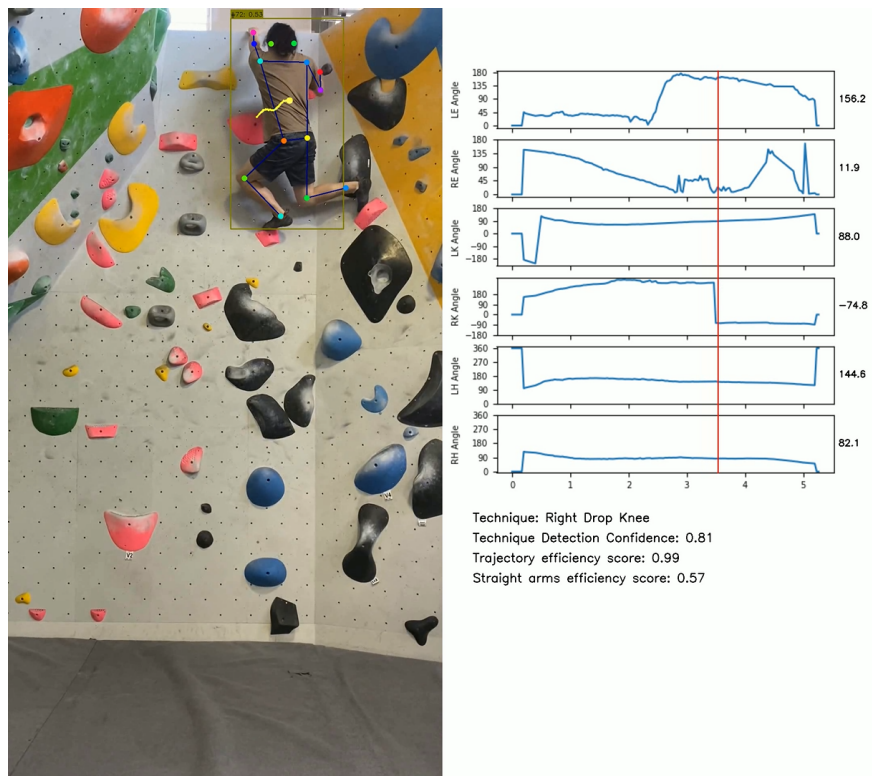 #72: 0.53
V4
V2
LE Angle
180
135
90
45
0
156.2
RE Angle
180
135
90
45
0
11.9
LK Angle
180
90
0
−90
−180
88.0
RK Angle
180
90
0
−90
−180
−74.8
LH Angle
360
270
180
90
0
144.6
RH Angle
360
270
180
90
0
82.1
0 1 2 3 4 5
Technique: Right Drop Knee
Technique Detection Confidence: 0.81
Trajectory efficiency score: 0.99
Straight arms efficiency score: 0.57